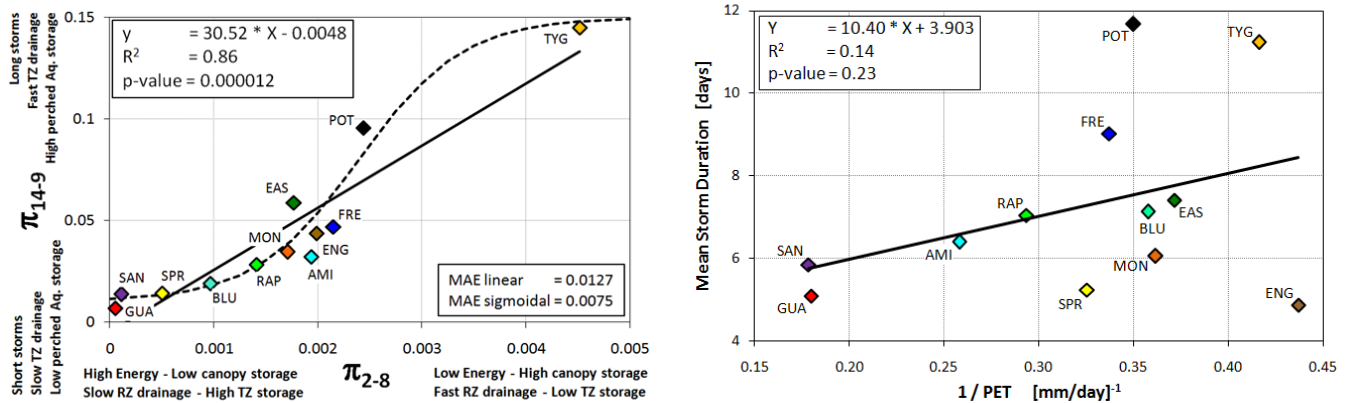 Long storms
Fast TZ drainage
High perched Aq. storage
π14-9
Short storms
Slow TZ drainage
Low perched Aq. storage
0.15
0.1
0.05
0
y = 30.52 * X - 0.0048
R² = 0.86
p-value = 0.000012
TYG
POT
EAS
FRE
MON
ENG
AMI
RAP
SAN
SPR
BLU
GUA
MAE linear = 0.0127
MAE sigmoidal = 0.0075
0 0.001 0.002 0.003 0.004 0.005
High Energy - Low canopy storage
Slow RZ drainage - High TZ storage
π2-8
Low Energy - High canopy storage
Fast RZ drainage - Low TZ storage
Mean Storm Duration [days]
12
10
8
6
4
Y = 10.40 * X + 3.903
R² = 0.14
p-value = 0.23
POT
TYG
FRE
RAP
EAS
BLU
SAN
AMI
MON
GUA
SPR
ENG
0.15 0.20 0.25 0.30 0.35 0.40 0.45
1 / PET [mm/day]-1